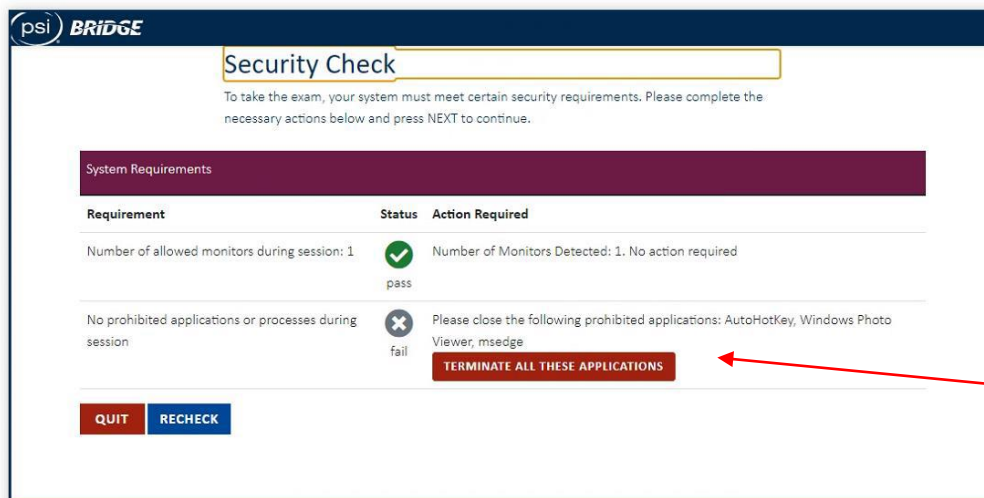 psi BRIDGE
Security Check
To take the exam, your system must meet certain security requirements. Please complete the
necessary actions below and press NEXT to continue.
System Requirements
Requirement Status Action Required
Number of allowed monitors during session: 1 Number of Monitors Detected: 1. No action required
pass
No prohibited applications or processes during Please close the following prohibited applications: AutoHotKey, Windows Photo
session fail Viewer, msedge
TERMINATE ALL THESE APPLICATIONS
QUIT RECHECK